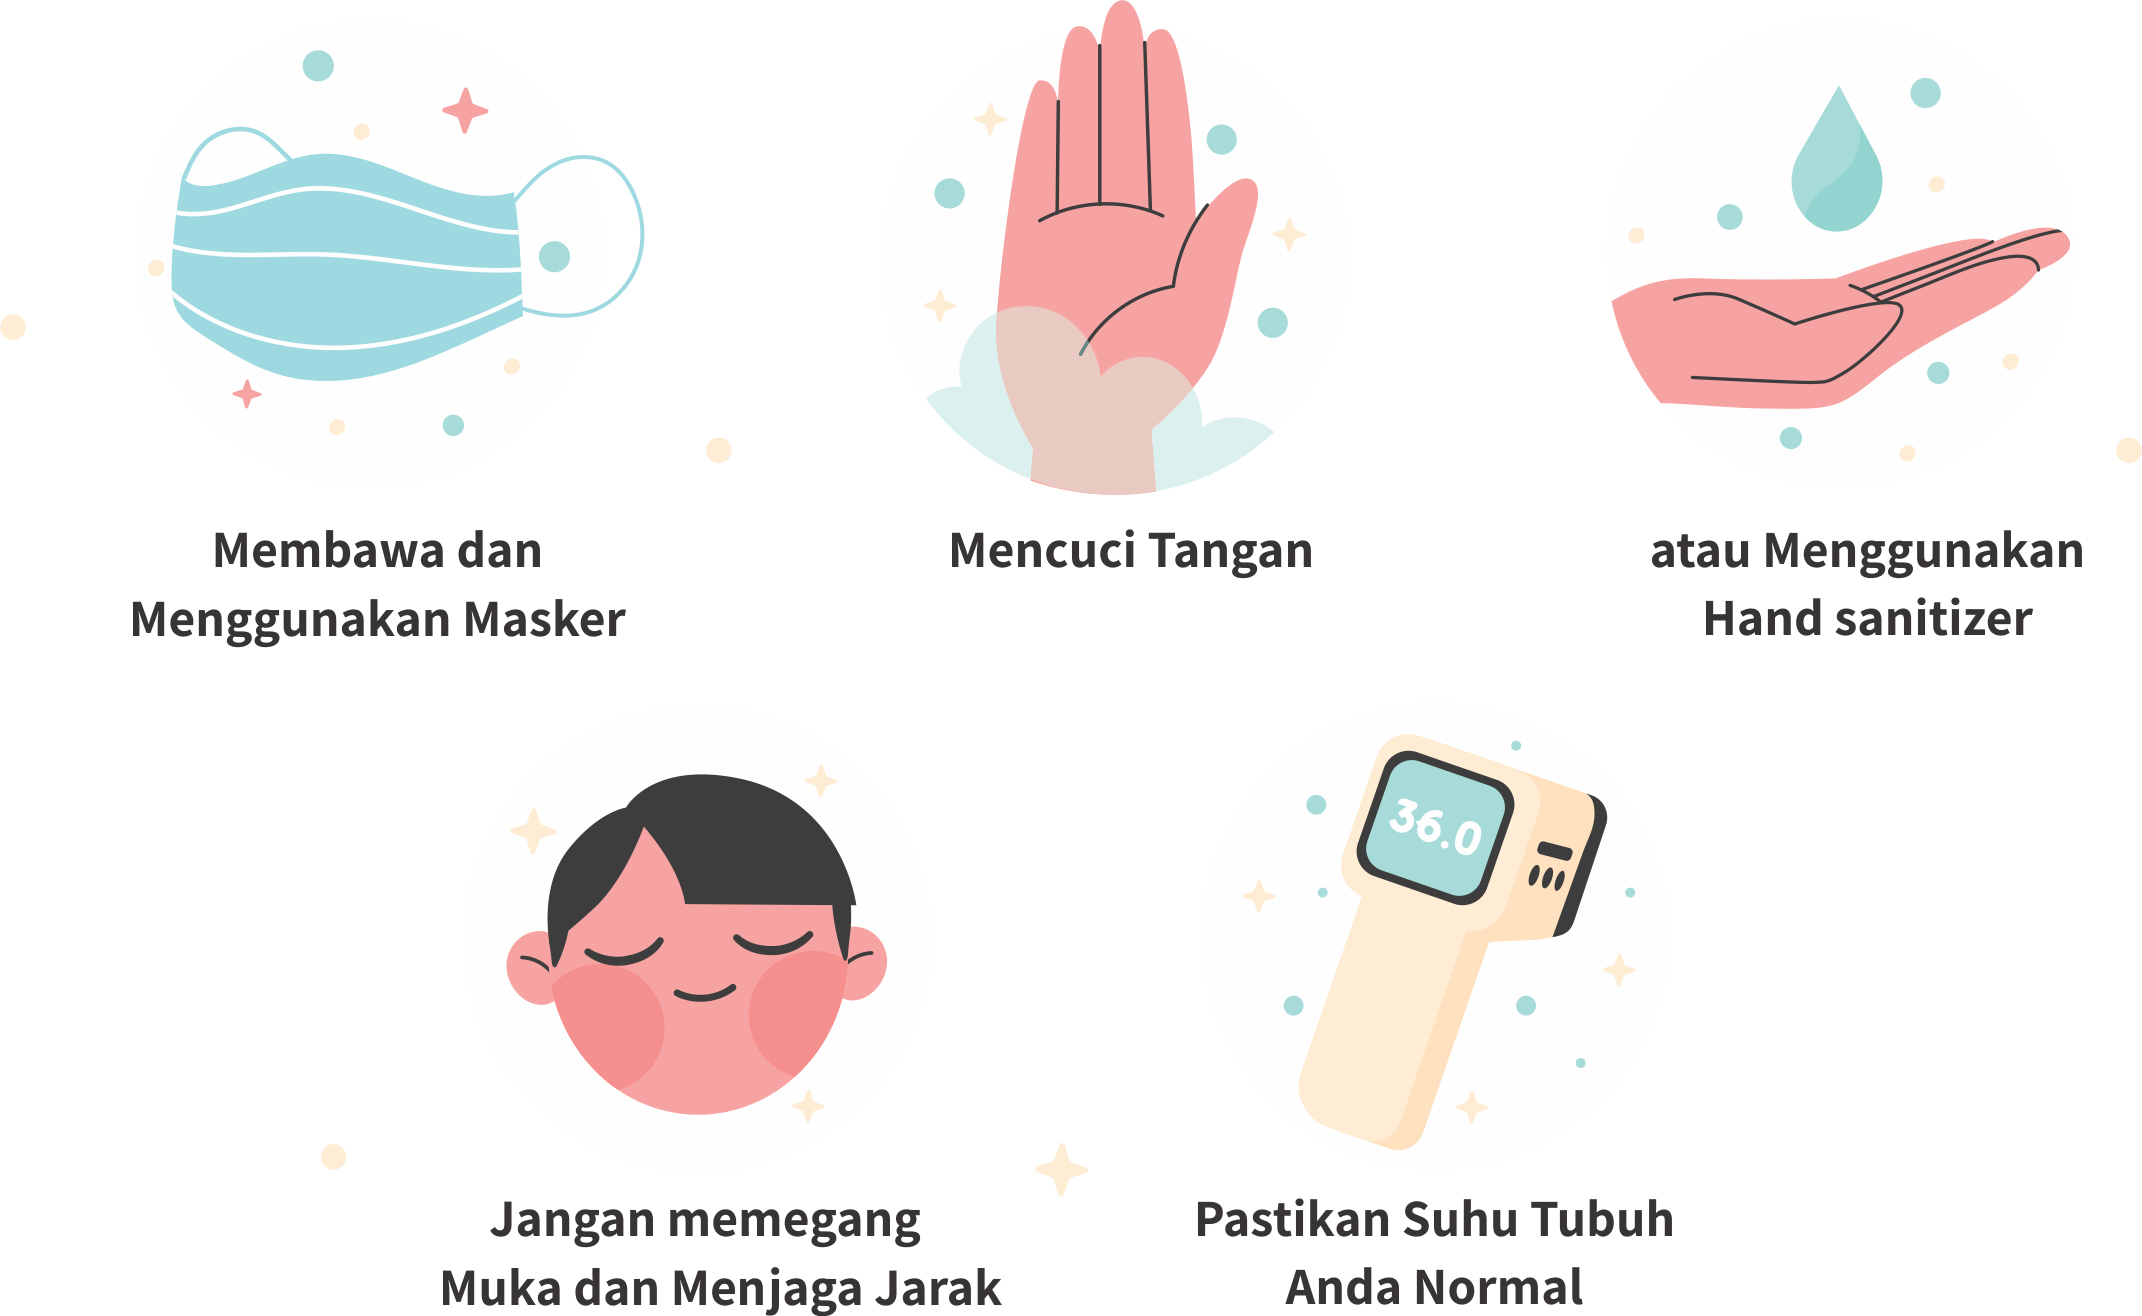 Membawa dan
Menggunakan Masker
Mencuci Tangan
atau Menggunakan
Hand sanitizer
36.0
Jangan memegang
Muka dan Menjaga Jarak
Pastikan Suhu Tubuh
Anda Normal